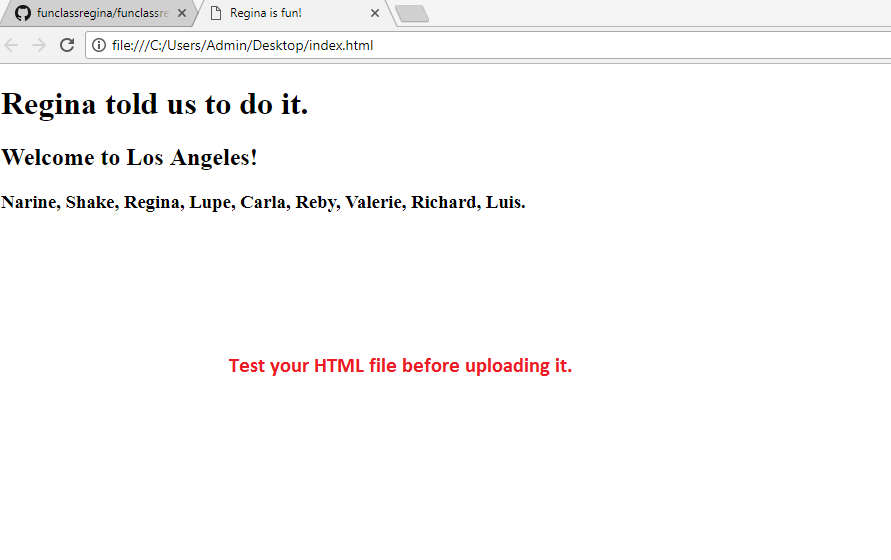 funclassregina/funclassre
Regina is fun!
file:///C:/Users/Admin/Desktop/index.html
Regina told us to do it.
Welcome to Los Angeles!
Narine, Shake, Regina, Lupe, Carla, Reby, Valerie, Richard, Luis.
Test your HTML file before uploading it.